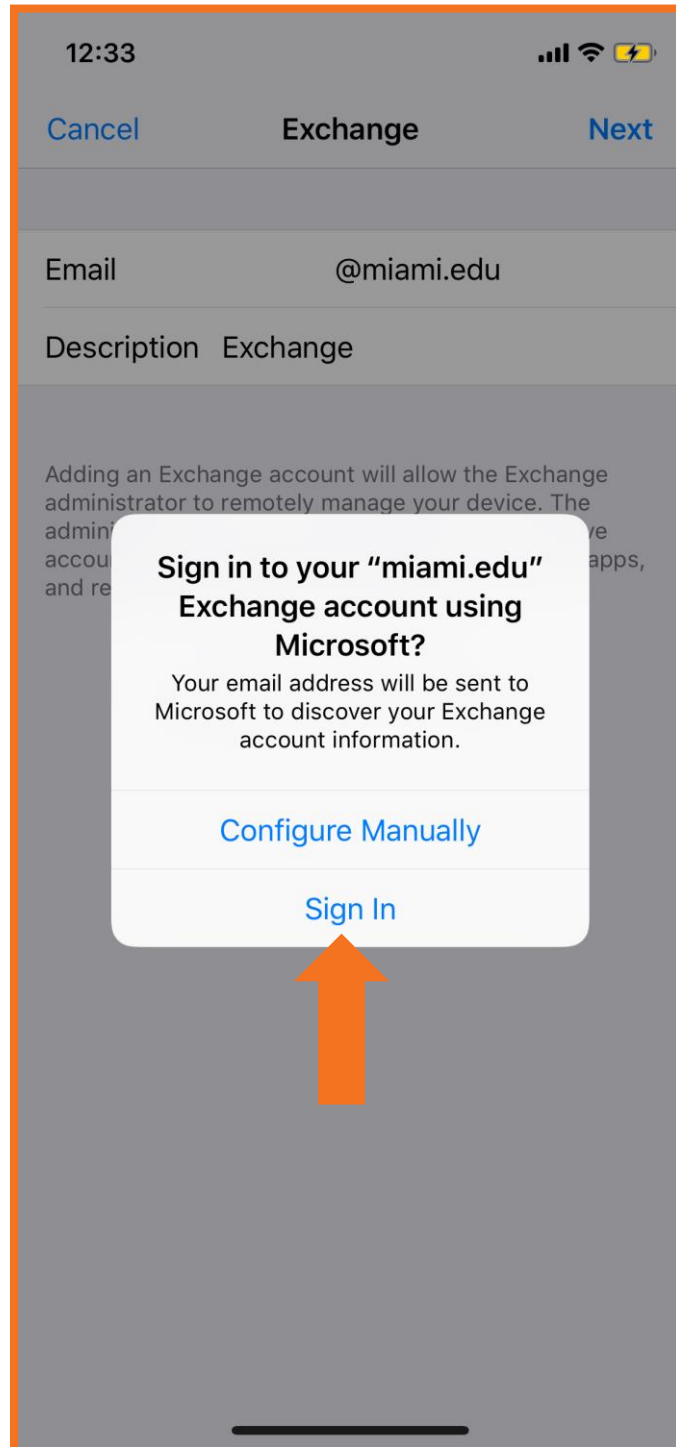 12:33
Cancel Exchange Next
Email @miami.edu
Description Exchange
Adding an Exchange account will allow the Exchange
administrator to remotely manage your device. The
accou apps,
and re
Sign in to your “miami.edu”
Exchange account using
Microsoft?
Your email address will be sent to
Microsoft to discover your Exchange
account information.
Configure Manually
Sign In